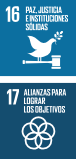 16 PAZ, JUSTICIA
E INSTITUCIONES
SÓLIDAS
17 ALIANZAS PARA
LOGRAR
LOS OBJETIVOS